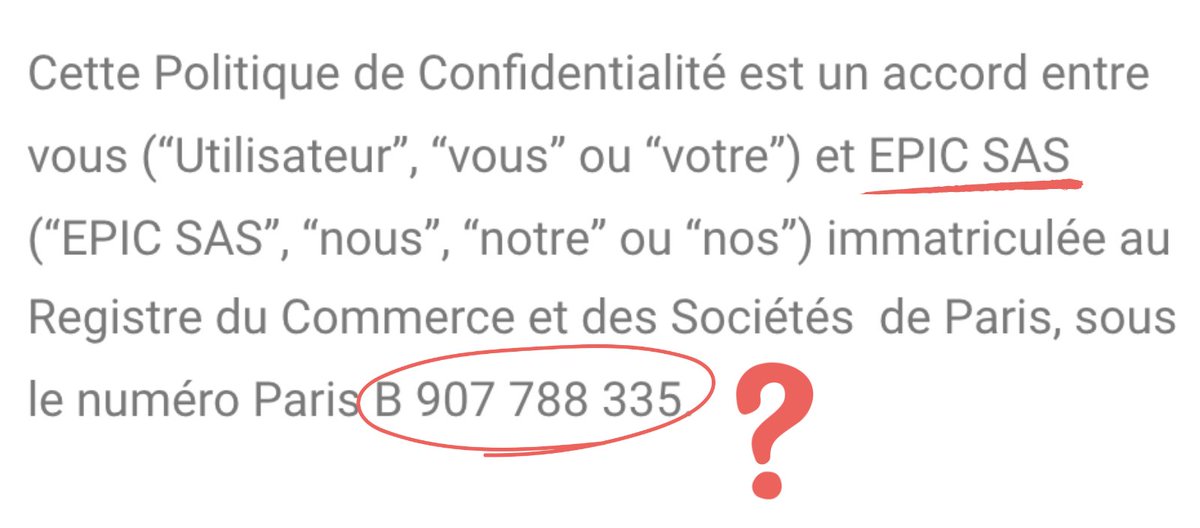 Cette Politique de Confidentialité est un accord entre
vous (“Utilisateur”, “vous” ou “votre”) et EPIC SAS
(“EPIC SAS”, “nous”, “notre” ou “nos”) immatriculée au
Registre du Commerce et des Sociétés  de Paris, sous
le numéro Paris B 907 788 335.
?